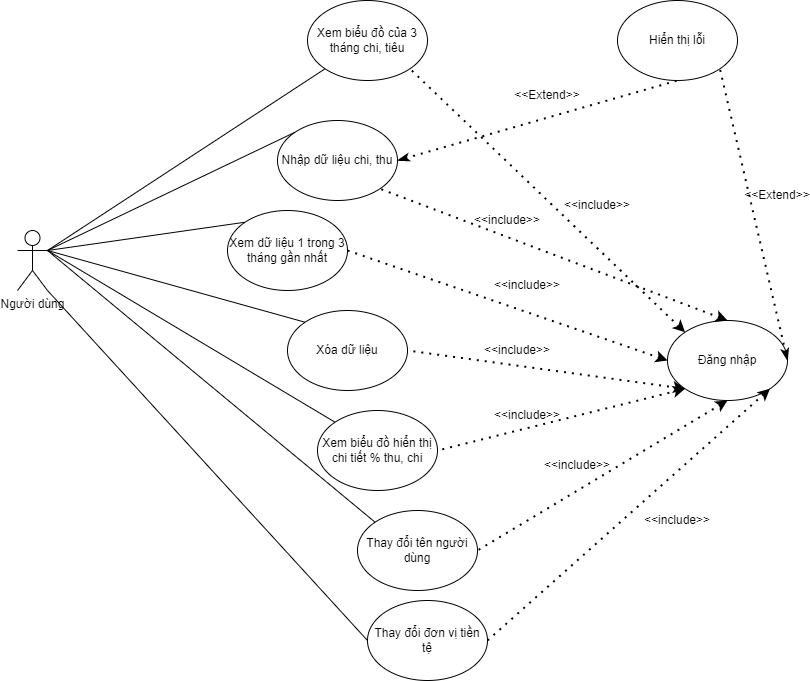 Xem biểu đồ của 3
tháng chi, tiêu
Hiển thị lỗi
<<Extend>>
Nhập dữ liệu chi, thu
<<Extend>>
<<include>>
<<include>>
Xem dữ liệu 1 trong 3
tháng gần nhất
<<include>>
Người dùng
Xóa dữ liệu
<<include>>
Đăng nhập
<<include>>
Xem biểu đồ hiển thị
chi tiết % thu, chi
<<include>>
<<include>>
Thay đổi tên người
dùng
Thay đổi đơn vị tiền
tệ